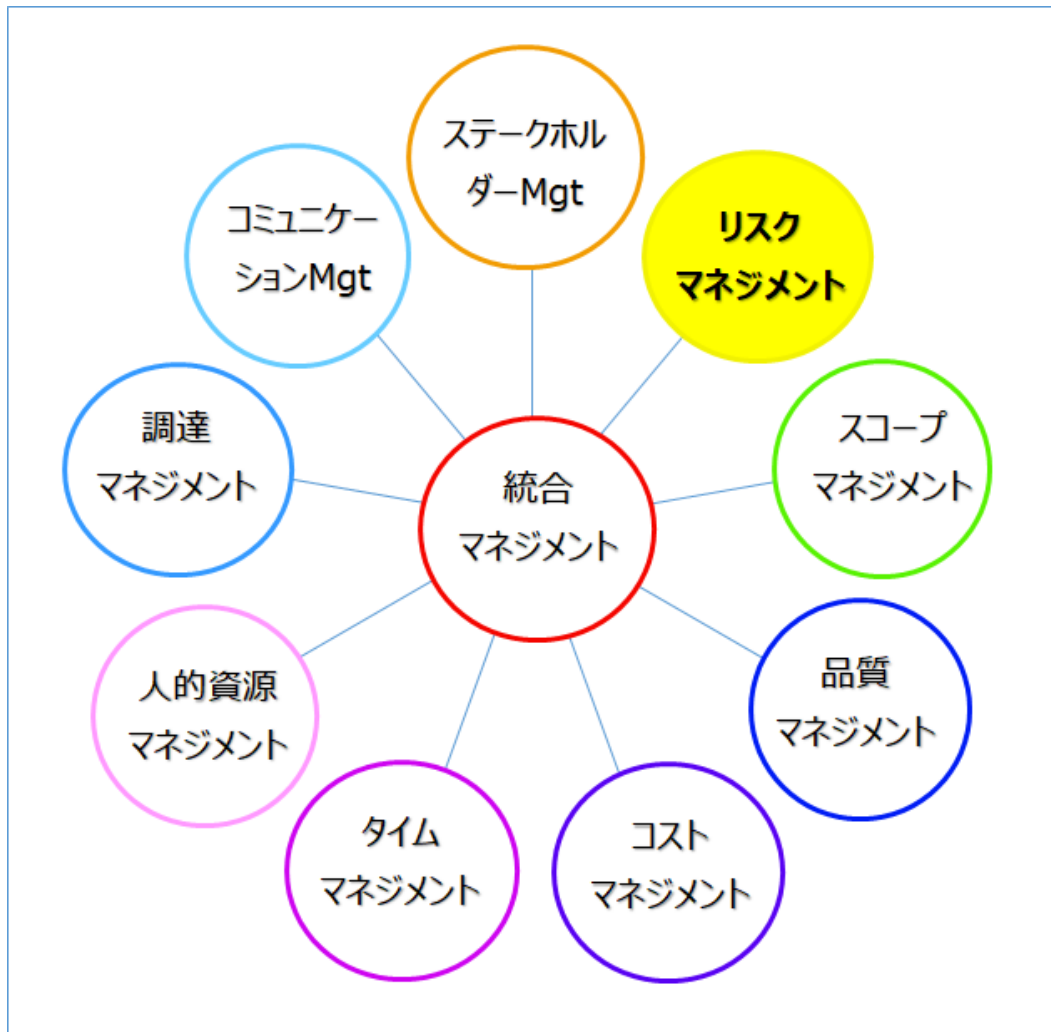 ステークホル
ダーMgt
リスク
マネジメント
スコープ
マネジメント
品質
マネジメント
コスト
マネジメント
タイム
マネジメント
人的資源
マネジメント
調達
マネジメント
コミュニケー
ションMgt
統合
マネジメント